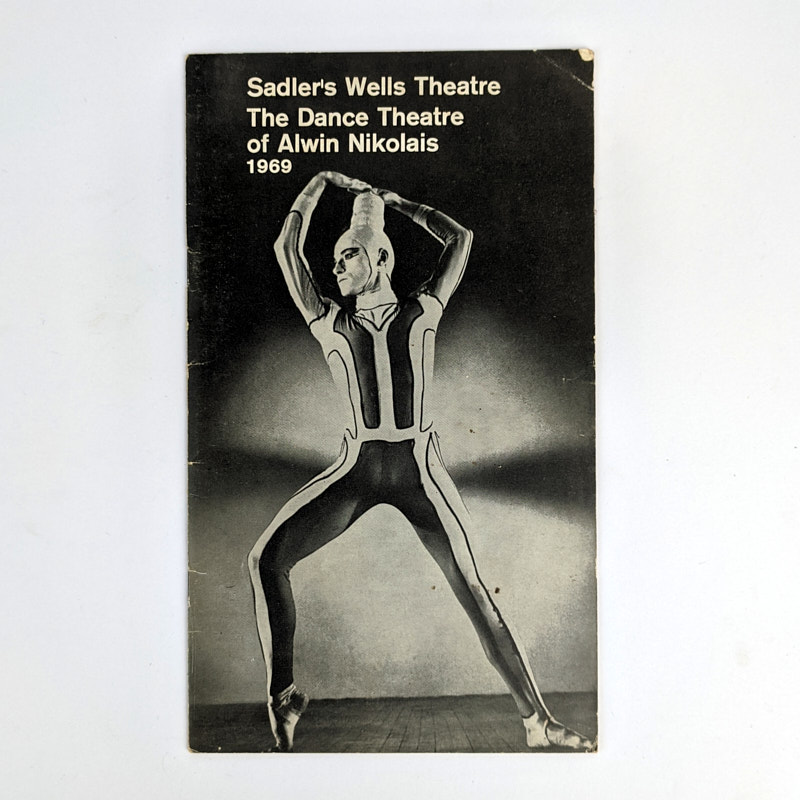 Sadler's Wells Theatre
The Dance Theatre
of Alwin Nikolais
1969